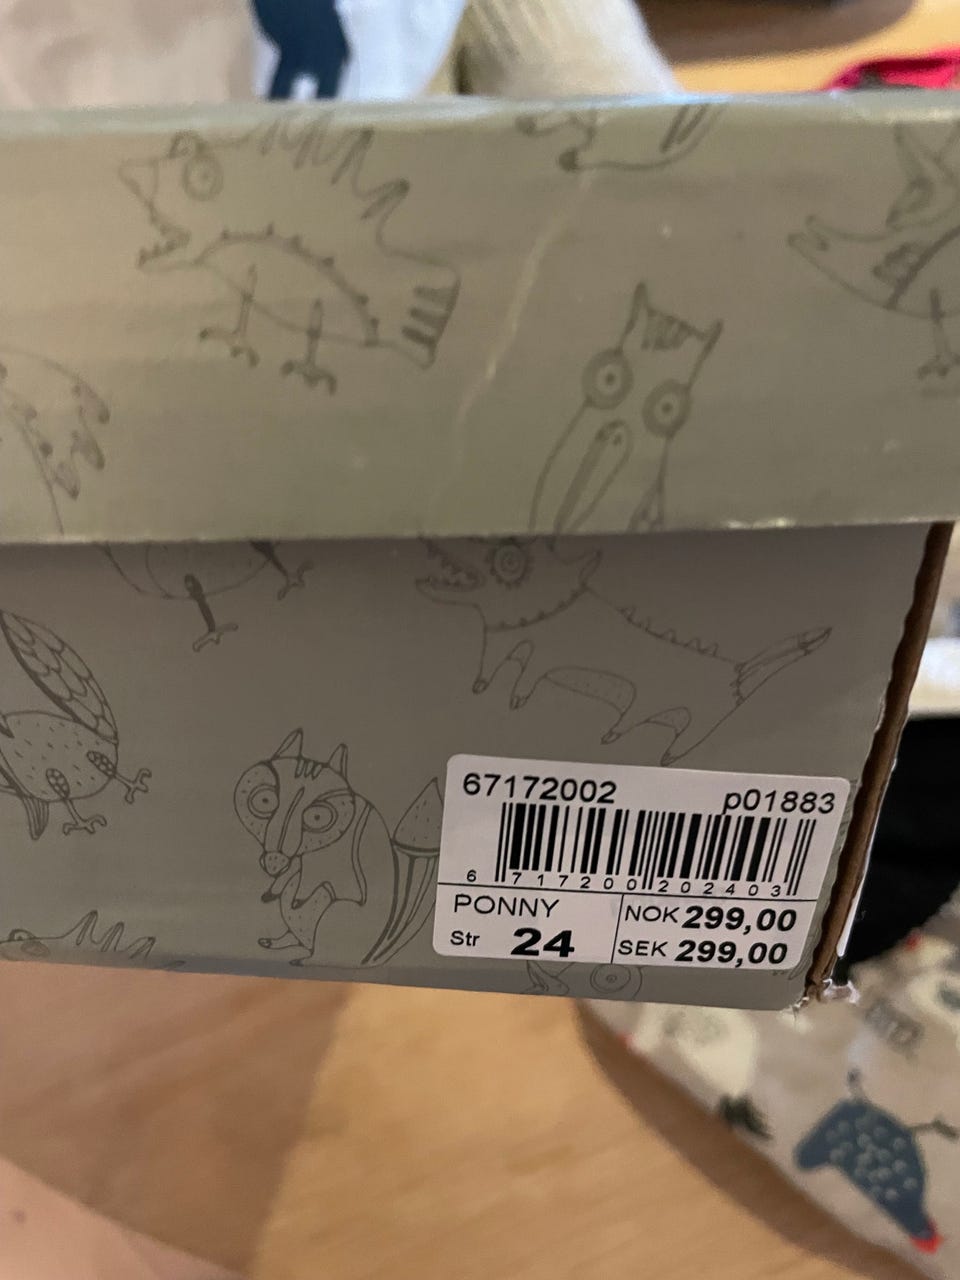 67172002 p01883
6 717200 202403
PONNY
Str 24
NOK 299,00
SEK 299,00